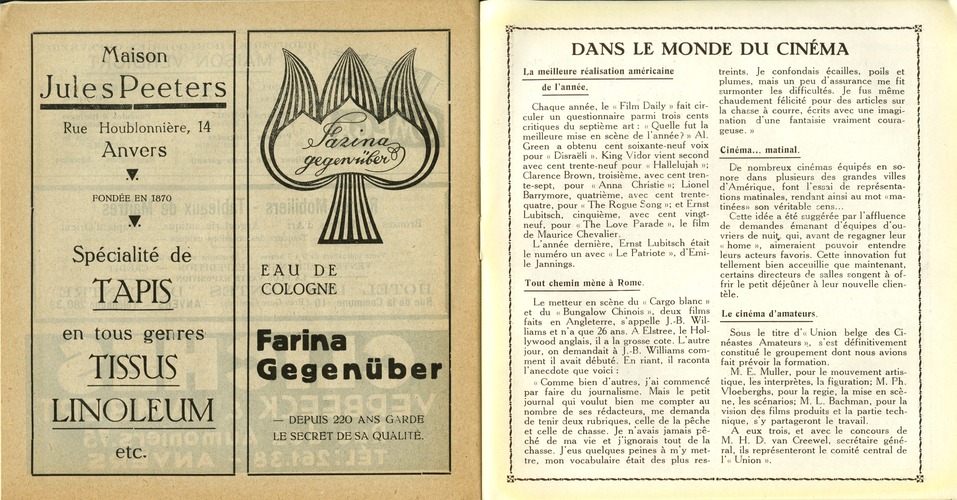 Maison
Jules Peeters
Rue Houblonnière, 14
Anvers
FONDÉE EN 1870
Spécialité de
TAPIS
en tous genres
TISSUS
LINOLEUM
etc.
Farina
gegenüber
EAU DE
COLOGNE
Farina
Gegenüber
— DEPUIS 220 ANS GARDE
LE SECRET DE SA QUALITÉ.
DANS LE MONDE DU CINÉMA
La meilleure réalisation américaine
de l'année.
Chaque année, le « Film Daily » fait cir-
culer un questionnaire parmi trois cents
critiques du septième art : « Quelle fut la
meilleure mise en scène de l'année? » Al.
Green a obtenu cent soixante-neuf voix
pour « Disraëli ». King Vidor vient second
avec cent trente-neuf pour « Hallelujah »;
Clarence Brown, troisième, avec cent tren-
te-sept, pour « Anna Christie »; Lionel
Barrymore, quatrième, avec cent trente-
quatre, pour « The Rogue Song »; et Ernst
Lubitsch, cinquième, avec cent vingt-
neuf, pour « The Love Parade », le film
de Maurice Chevalier.
L'année dernière, Ernst Lubitsch était
le numéro un avec « Le Patriote », d'Emi-
le Jannings.
Tout chemin mène à Rome.
Le metteur en scène du « Cargo blanc »
et du « Bungalow Chinois », deux films
faits en Angleterre, s'appelle J.-B. Wil-
liams et n'a que 26 ans. A Elstree, le Hol-
lywood anglais, il a la grosse cote. L'autre
jour, on demandait à J.-B. Williams com-
ment il avait débuté. En riant, il raconta
l'anecdote que voici :
« Comme bien d'autres, j'ai commencé
par faire du journalisme. Mais le petit
journal qui voulut bien me compter au
nombre de ses rédacteurs, me demanda
de tenir deux rubriques, celle de la pêche
et celle de chasse. Je n'avais jamais pê-
ché de ma vie et j'ignorais tout de la
chasse. J'eus quelques peines à m'y met-
tre, mon vocabulaire était des plus res-
treints. Je confondais écailles, poils et
plumes, mais un peu d'assurance me fit
surmonter les difficultés. Je fus même
chaudement félicité pour des articles sur
la chasse à courre, écrits avec une imagi-
nation d'une fantaisie vraiment coura-
geuse. »
Cinéma... matinal.
De nombreux cinémas équipés en so-
nore dans plusieurs des grandes villes
d'Amérique, font l'essai de représenta-
tions matinales, rendant ainsi au mot «ma-
tinées» son véritable sens...
Cette idée a été suggérée par l'affluence
de demandes émanant d'équipes d'ou-
vriers de nuit, qui, avant de regagner leur
« home », aimeraient pouvoir entendre
leurs acteurs favoris. Cette innovation fut
tellement bien acceuillie que maintenant,
certains directeurs de salles songent à of-
frir le petit déjeûner à leur nouvelle clien-
tèle.
Le cinéma d'amateurs.
Sous le titre d'« Union belge des Ci-
néastes Amateurs », s'est définitivement
constitué le groupement dont nous avions
fait prévoir la formation.
M. E. Muller, pour le mouvement artis-
tique, les interprètes, la figuration; M. Ph.
Vloeberghs, pour la regie, la mise en scè-
ne, les scénarios; M. L. Bachman, pour la
vision des films produits et la partie tech-
nique, s'y partageront le travail.
A eux trois, et avec le concours de
M. H. D. van Creewel, secrétaire géné-
ral, ils représenteront le comité central de
l'« Union ».